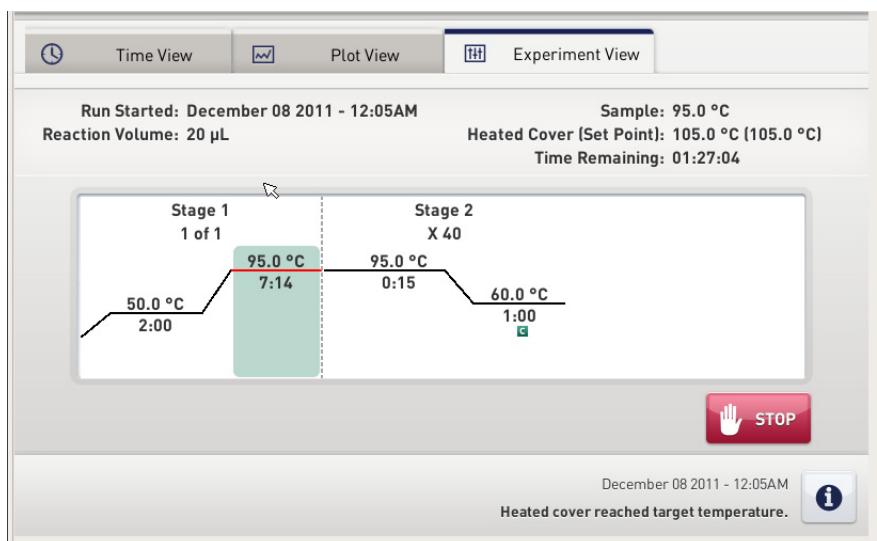 Time View
Plot View
Experiment View
Run Started: December 08 2011 - 12:05AM
Reaction Volume: 20 µL
Sample: 95.0 °C
Heated Cover (Set Point): 105.0 °C (105.0 °C)
Time Remaining: 01:27:04
Stage 1
1 of 1
Stage 2
X 40
50.0 °C
2:00
95.0 °C
7:14
95.0 °C
0:15
60.0 °C
1:00
C
STOP
December 08 2011 - 12:05AM
Heated cover reached target temperature.
i